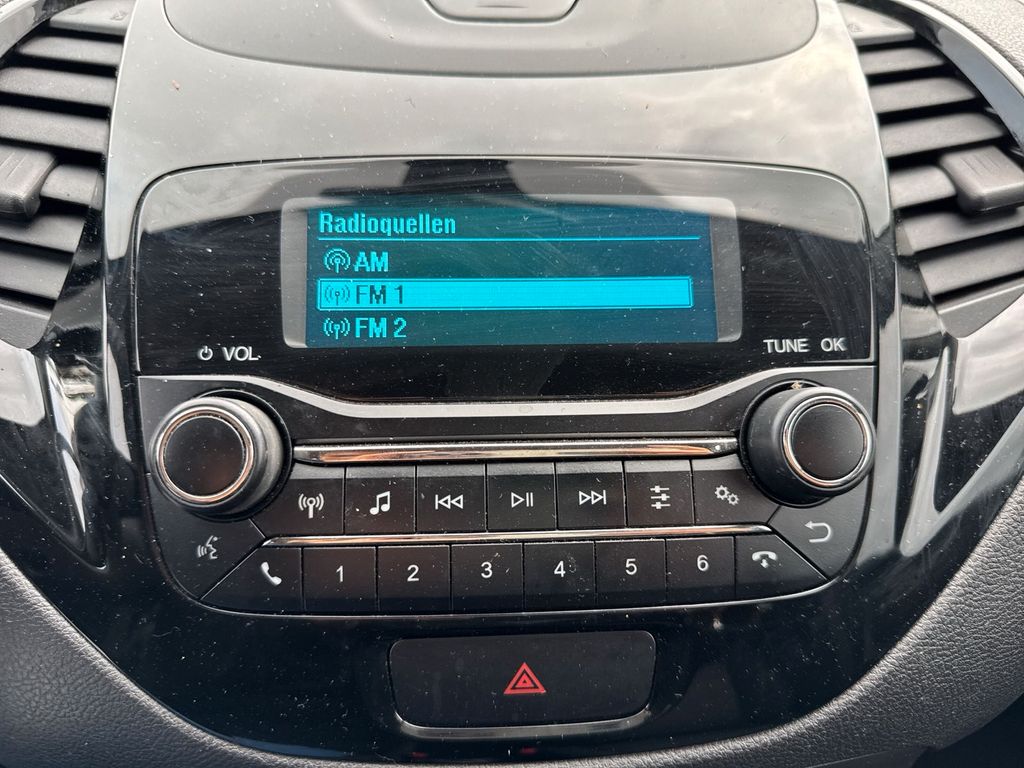 Radioquellen
AM
FM 1
FM 2
VOL
TUNE OK
1 2 3 4 5 6